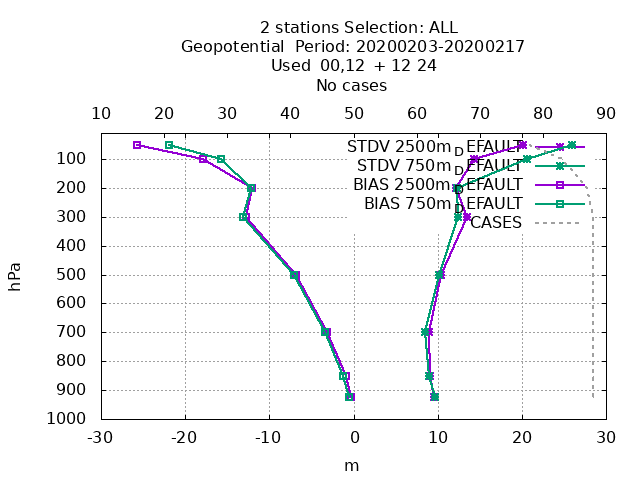 2 stations Selection: ALL
Geopotential  Period: 20200203-20200217
Used  00,12  + 12 24
No cases
10 20 30 40 50 60 70 80 90
STDV 2500m_DEFAULT
STDV 750m_DEFAULT
BIAS 2500m_DEFAULT
BIAS 750m_DEFAULT
CASES
100
200
300
400
500
600
700
800
900
1000
hPa
-30 -20 -10 0 10 20 30
m